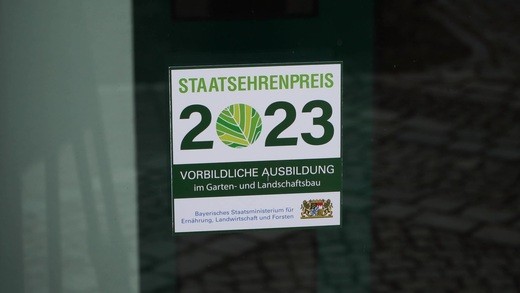 STAATSEHRENPREIS
2023
VORBILDLICHE AUSBILDUNG
im Garten- und Landschaftsbau
Bayerisches Staatsministerium für
Ernährung, Landwirtschaft und Forsten